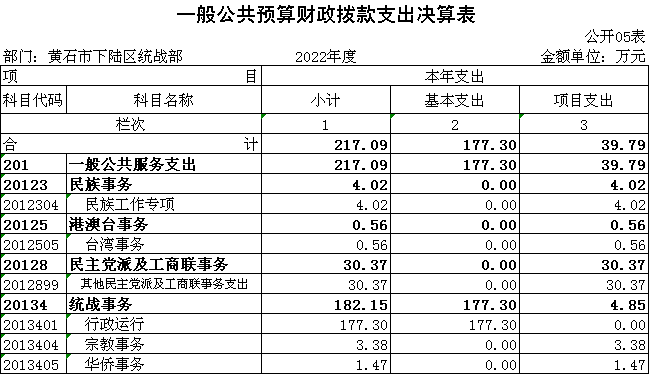 一般公共预算财政拨款支出决算表
公开05表
部门：黄石市下陆区统战部 2022年度 金额单位：万元
项 目 本年支出
科目代码 科目名称 小计 基本支出 项目支出
栏次 1 2 3
合 计 217.09 177.30 39.79
201 一般公共服务支出 217.09 177.30 39.79
20123 民族事务 4.02 0.00 4.02
2012304 民族工作专项 4.02 0.00 4.02
20125 港澳台事务 0.56 0.00 0.56
2012505 台湾事务 0.56 0.00 0.56
20128 民主党派及工商联事务 30.37 0.00 30.37
2012899 其他民主党派及工商联事务支出 30.37 0.00 30.37
20134 统战事务 182.15 177.30 4.85
2013401 行政运行 177.30 177.30 0.00
2013404 宗教事务 3.38 0.00 3.38
2013405 华侨事务 1.47 0.00 1.47